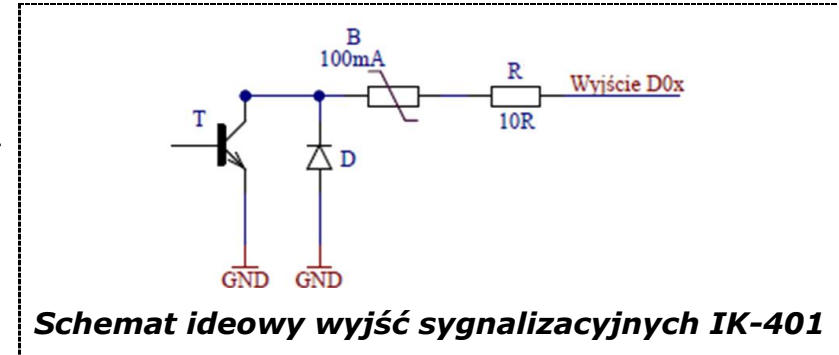 B
100mA
R
Wyjście D0x
T
10R
D
GND
GND
Schemat ideowy wyjść sygnalizacyjnych IK-401